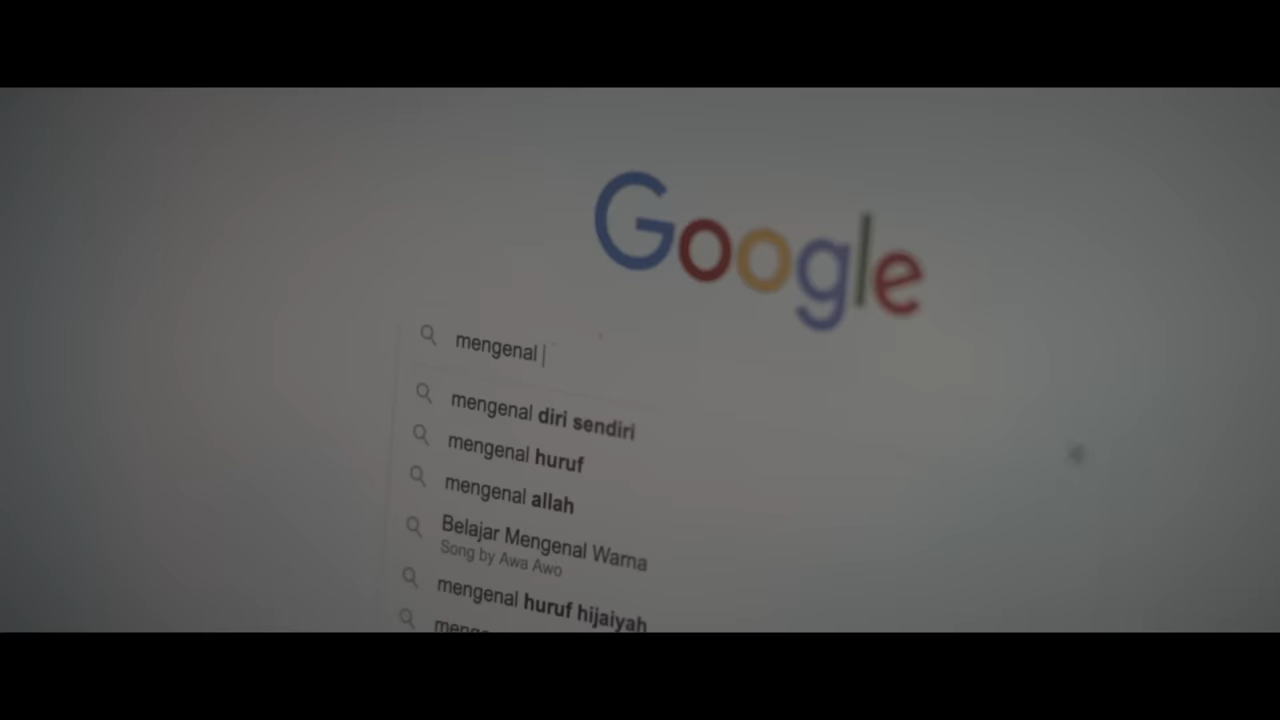 Google
mengenal
mengenal diri sendiri
mengenal huruf
mengenal allah
Belajar Mengenal Warna
Song by Awa Awo
mengenal huruf hijaiyah